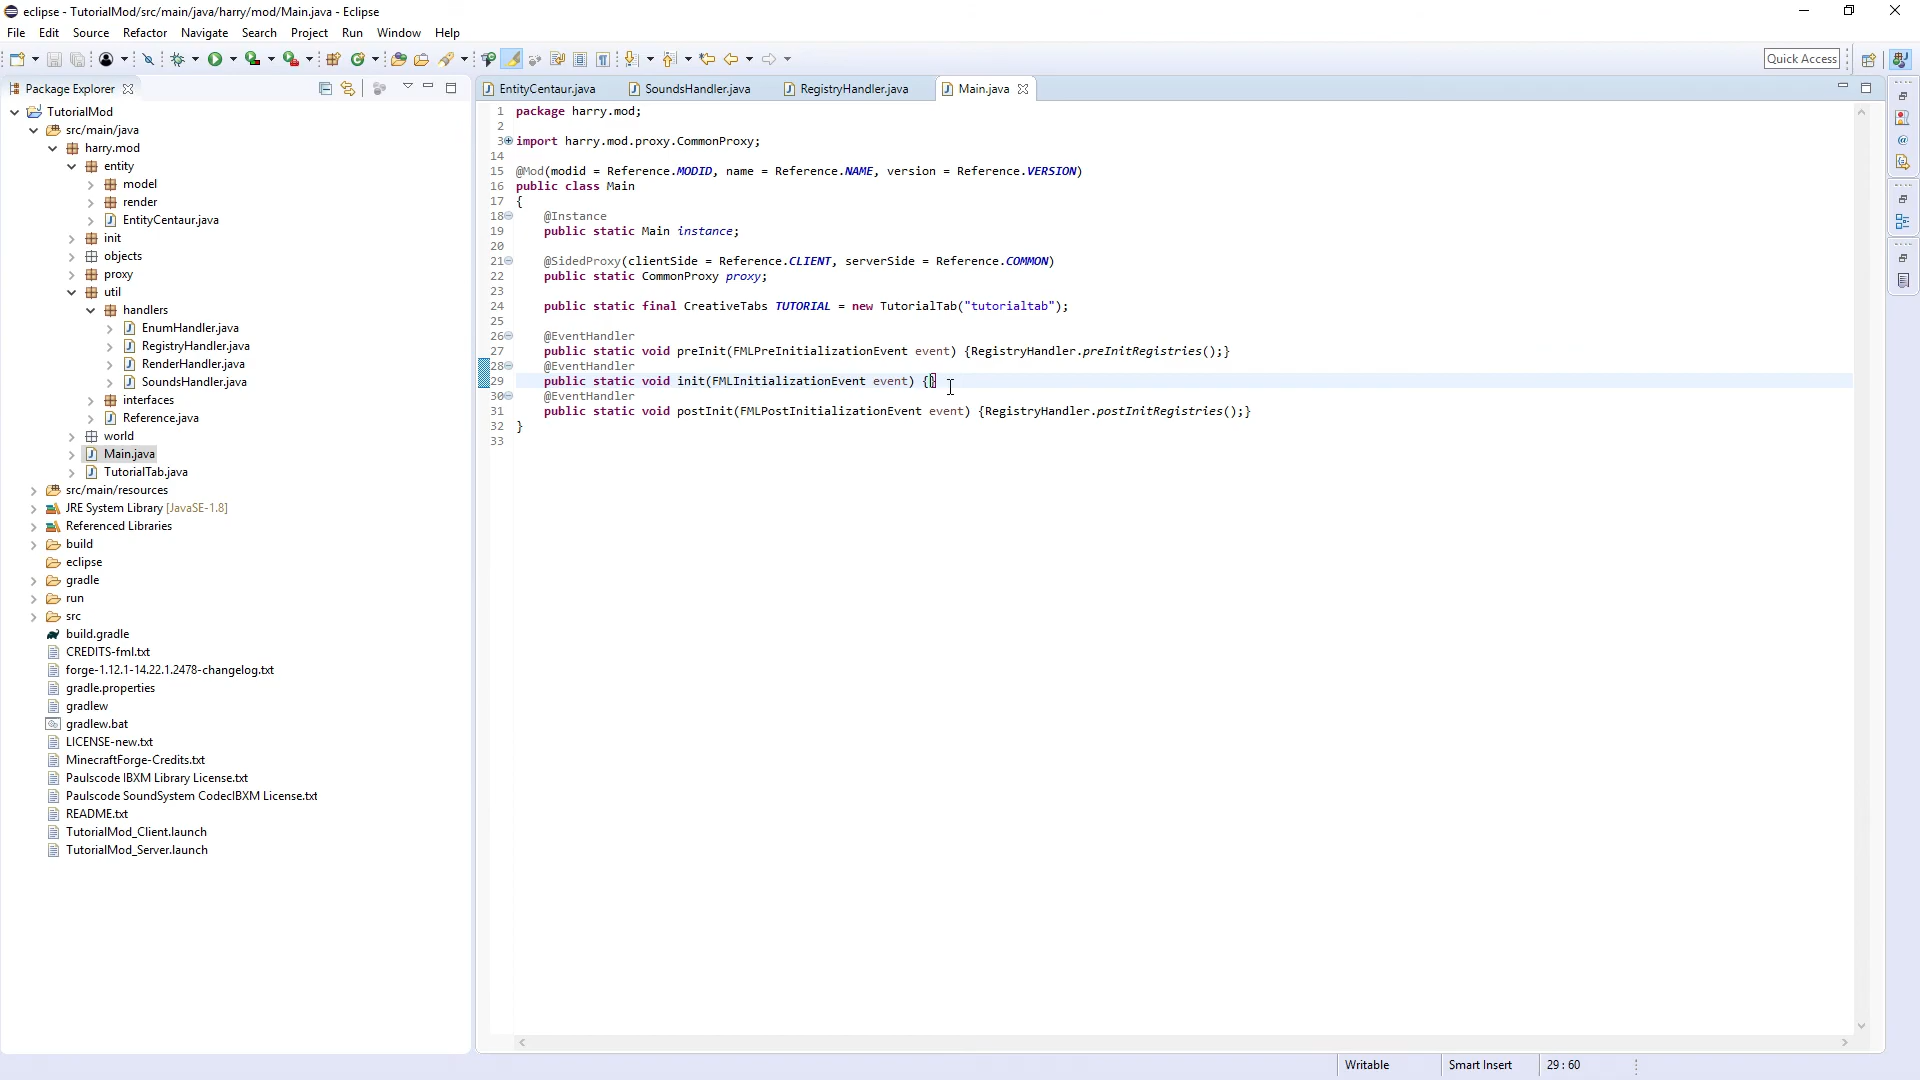 eclipse - TutorialMod/src/main/java/harry/mod/Main.java - Eclipse
File Edit Source Refactor Navigate Search Project Run Window Help
Quick Access
Package Explorer
TutorialMod
src/main/java
harry.mod
entity
model
render
EntityCentaur.java
init
objects
proxy
util
handlers
EnumHandler.java
RegistryHandler.java
RenderHandler.java
SoundsHandler.java
interfaces
Reference.java
world
Main.java
TutorialTab.java
src/main/resources
JRE System Library [JavaSE-1.8]
Referenced Libraries
build
eclipse
gradle
run
src
build.gradle
CREDITS-fml.txt
forge-1.12.1-14.22.1.2478-changelog.txt
gradle.properties
gradlew
gradlew.bat
LICENSE-new.txt
MinecraftForge-Credits.txt
Paulscode IBXM Library License.txt
Paulscode SoundSystem CodecIBXM License.txt
README.txt
TutorialMod_Client.launch
TutorialMod_Server.launch
EntityCentaur.java SoundsHandler.java RegistryHandler.java Main.java
1 package harry.mod;
2
3 import harry.mod.proxy.CommonProxy;
14
15 @Mod(modid = Reference.MODID, name = Reference.NAME, version = Reference.VERSION)
16 public class Main
17 {
18 @Instance
19 public static Main instance;
20
21 @SidedProxy(clientSide = Reference.CLIENT, serverSide = Reference.COMMON)
22 public static CommonProxy proxy;
23
24 public static final CreativeTabs TUTORIAL = new TutorialTab("tutorialtab");
25
26 @EventHandler
27 public static void preInit(FMLPreInitializationEvent event) {RegistryHandler.preInitRegistries();}
28 @EventHandler
29 public static void init(FMLInitializationEvent event) {}
30 @EventHandler
31 public static void postInit(FMLPostInitializationEvent event) {RegistryHandler.postInitRegistries();}
32 }
33
Writable Smart Insert 29 : 60